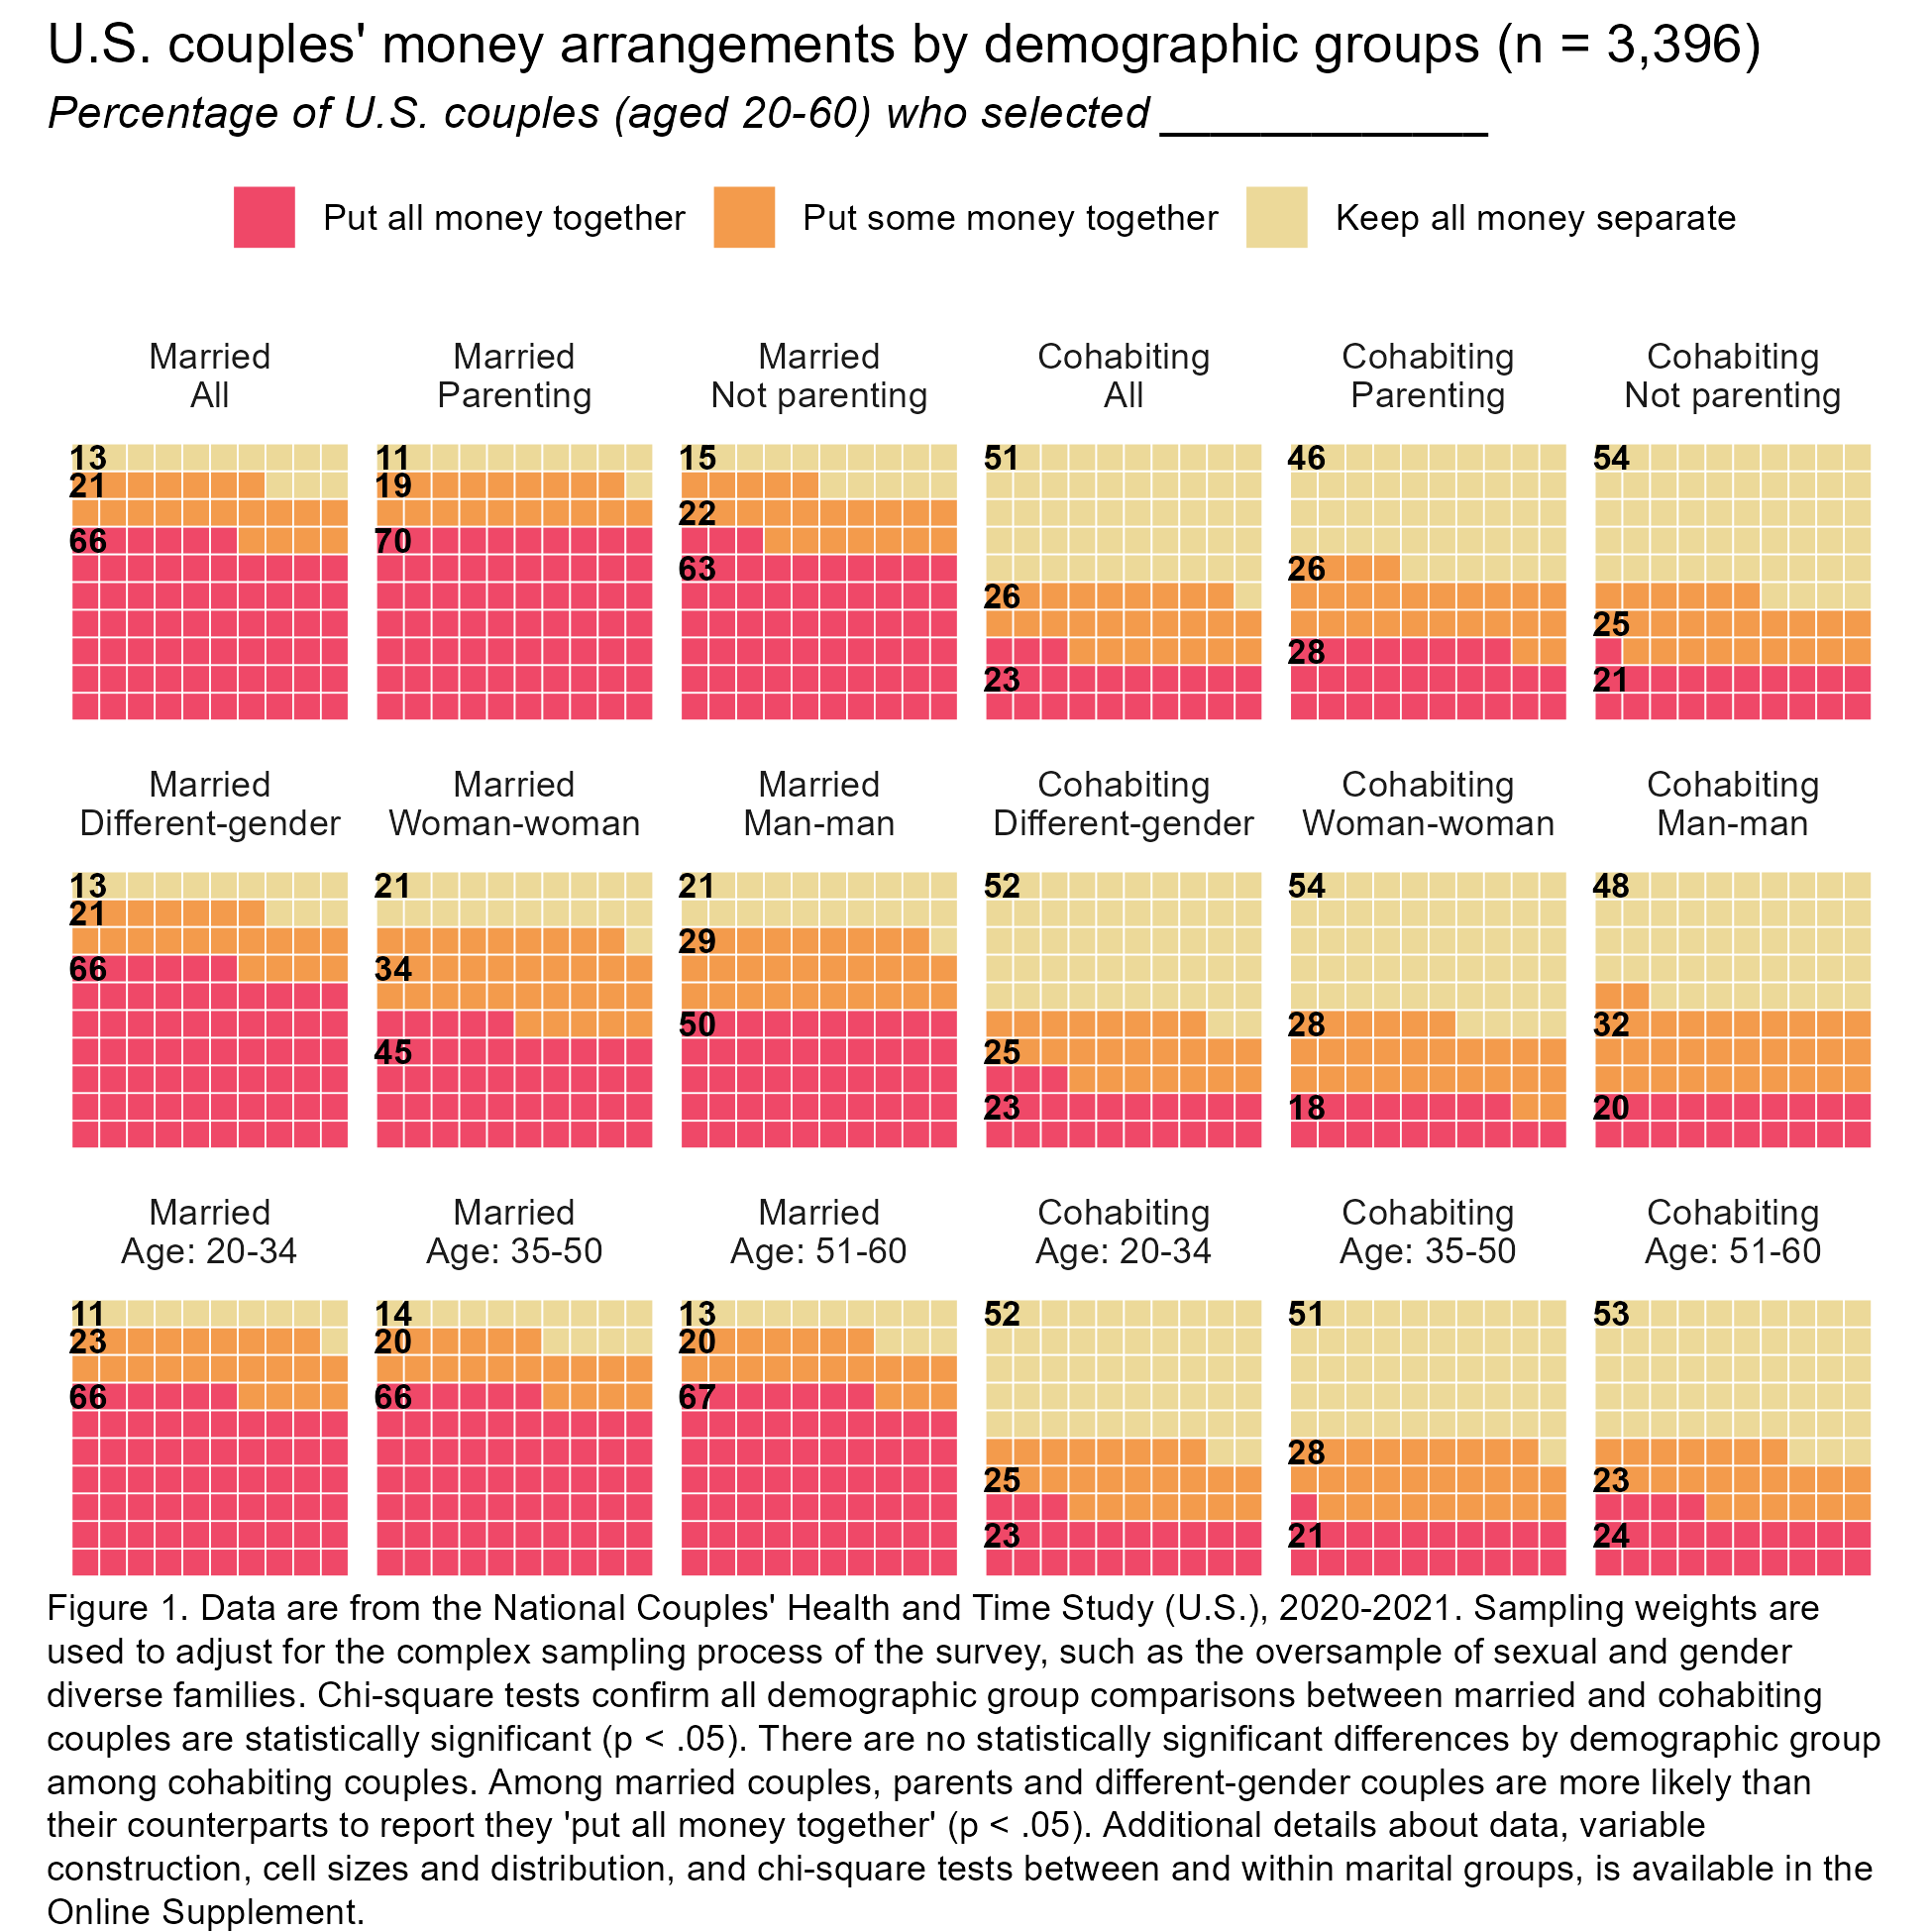 U.S. couples' money arrangements by demographic groups (n = 3,396)
Percentage of U.S. couples (aged 20-60) who selected _____________
Put all money together Put some money together Keep all money separate
Married Married Married Cohabiting Cohabiting Cohabiting
All Parenting Not parenting All Parenting Not parenting
13 11 15 51 46 54
21 19
22
66 70
63 26
26
25
28
23 21
Married Married Married Cohabiting Cohabiting Cohabiting
Different-gender Woman-woman Man-man Different-gender Woman-woman Man-man
13 21 21 52 54 48
21
29
66 34
50 28 32
45 25
23 18 20
Married Married Married Cohabiting Cohabiting Cohabiting
Age: 20-34 Age: 35-50 Age: 51-60 Age: 20-34 Age: 35-50 Age: 51-60
11 14 13 52 51 53
23 20 20
66 66 67
28
25 23
23 21 24
Figure 1. Data are from the National Couples' Health and Time Study (U.S.), 2020-2021. Sampling weights are
used to adjust for the complex sampling process of the survey, such as the oversample of sexual and gender
diverse families. Chi-square tests confirm all demographic group comparisons between married and cohabiting
couples are statistically significant (p < .05). There are no statistically significant differences by demographic group
among cohabiting couples. Among married couples, parents and different-gender couples are more likely than
their counterparts to report they 'put all money together' (p < .05). Additional details about data, variable
construction, cell sizes and distribution, and chi-square tests between and within marital groups, is available in the
Online Supplement.